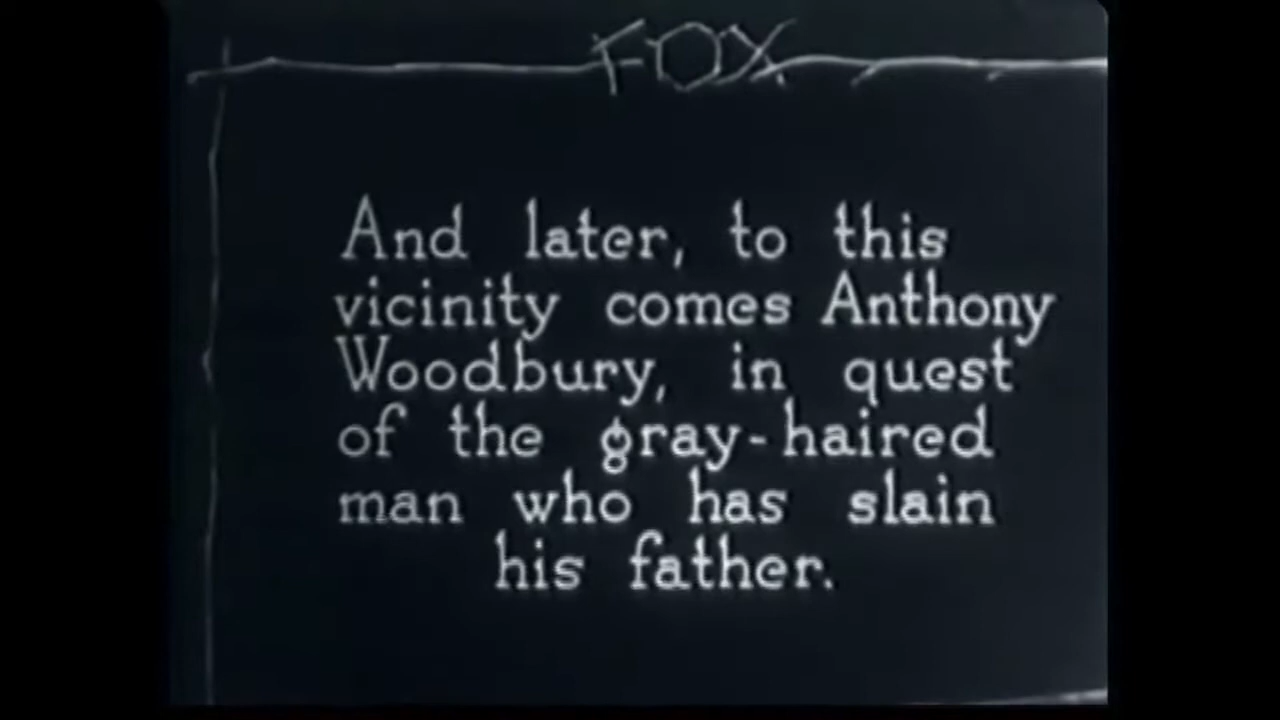 FOX
And later, to this
vicinity comes Anthony
Woodbury, in quest
of the gray-haired
man who has slain
his father.